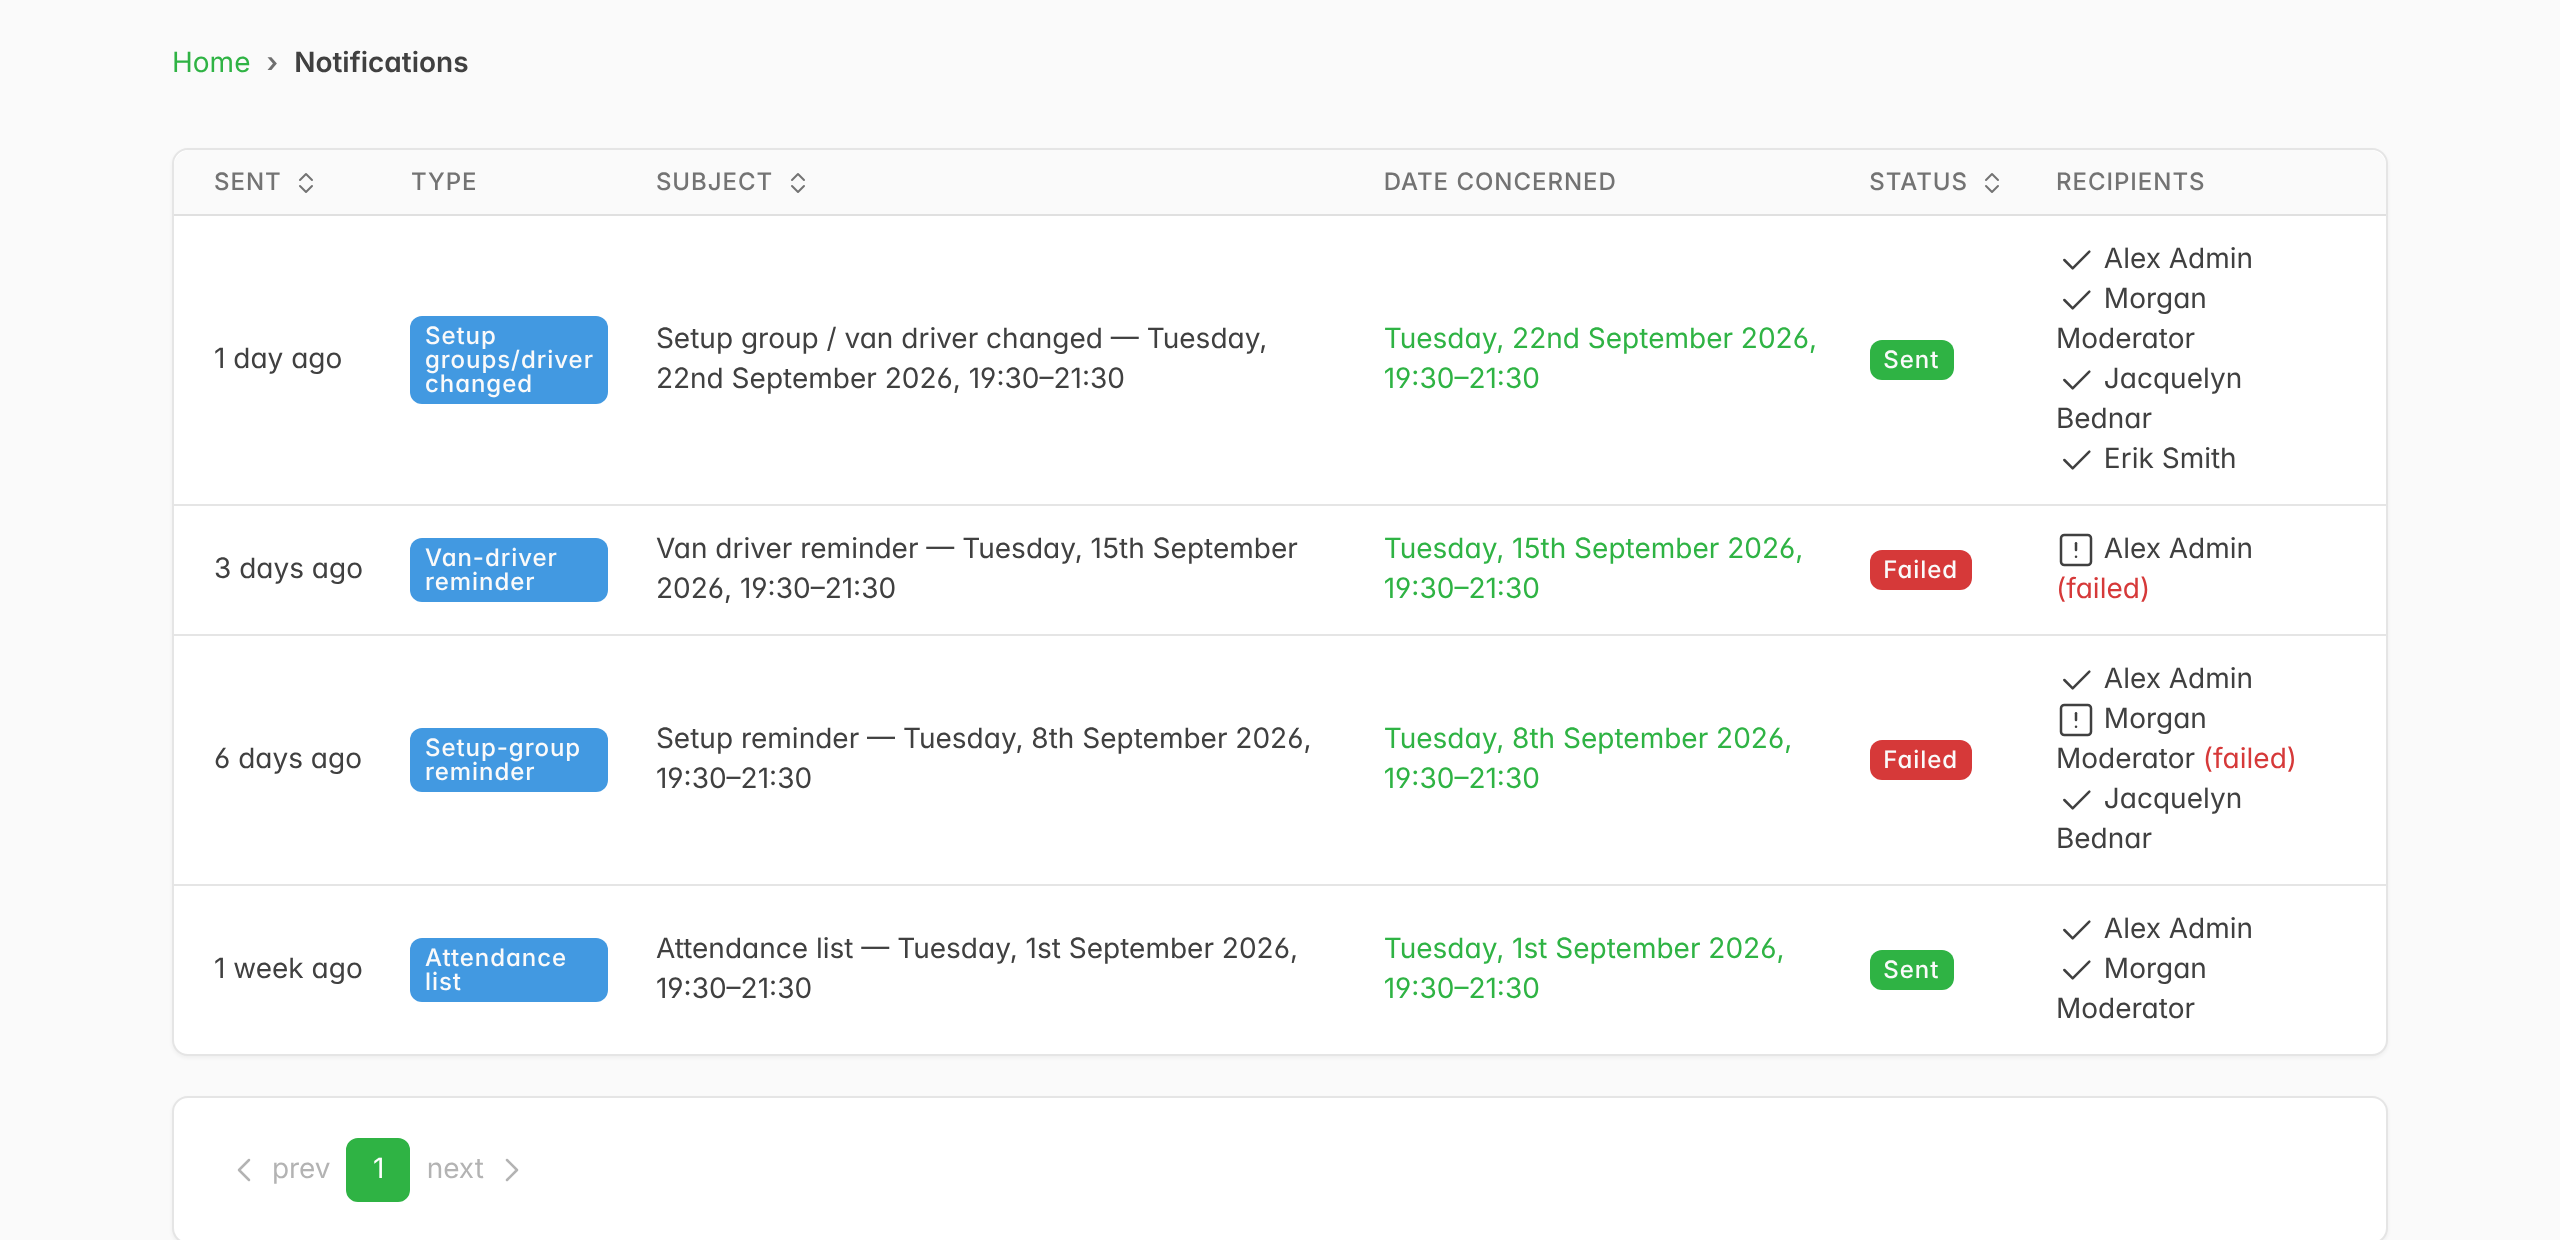 Home › Notifications
SENT TYPE SUBJECT DATE CONCERNED STATUS RECIPIENTS
1 day ago
Setup
groups/driver
changed
Setup group / van driver changed — Tuesday,
22nd September 2026, 19:30–21:30
Tuesday, 22nd September 2026,
19:30–21:30
Sent
Alex Admin
Morgan
Moderator
Jacquelyn
Bednar
Erik Smith
3 days ago
Van-driver
reminder
Van driver reminder — Tuesday, 15th September
2026, 19:30–21:30
Tuesday, 15th September 2026,
19:30–21:30
Failed
Alex Admin
(failed)
6 days ago
Setup-group
reminder
Setup reminder — Tuesday, 8th September 2026,
19:30–21:30
Tuesday, 8th September 2026,
19:30–21:30
Failed
Alex Admin
Morgan
Moderator (failed)
Jacquelyn
Bednar
1 week ago
Attendance
list
Attendance list — Tuesday, 1st September 2026,
19:30–21:30
Tuesday, 1st September 2026,
19:30–21:30
Sent
Alex Admin
Morgan
Moderator
prev 1 next